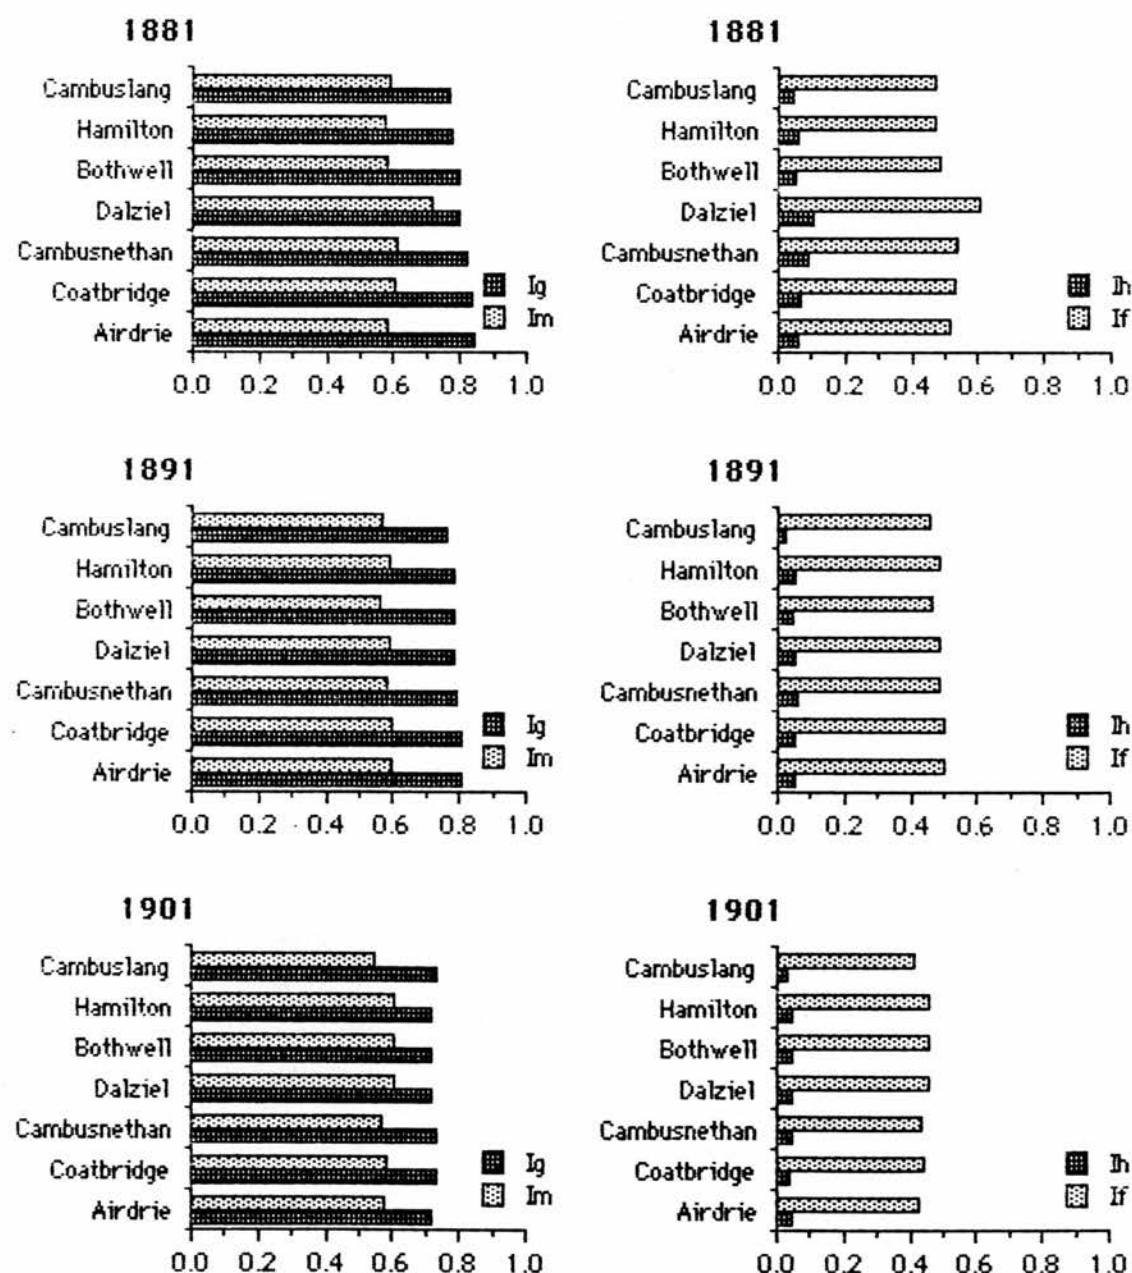 1881
Cambuslang
Hamilton
Bothwell
Dalziel
Cambusnethan
Coatbridge
Airdrie
Ig
Im
0.0 0.2 0.4 0.6 0.8 1.0
1881
Cambuslang
Hamilton
Bothwell
Dalziel
Cambusnethan
Coatbridge
Airdrie
Ih
If
0.0 0.2 0.4 0.6 0.8 1.0
1891
Cambuslang
Hamilton
Bothwell
Dalziel
Cambusnethan
Coatbridge
Airdrie
Ig
Im
0.0 0.2 0.4 0.6 0.8 1.0
1891
Cambuslang
Hamilton
Bothwell
Dalziel
Cambusnethan
Coatbridge
Airdrie
Ih
If
0.0 0.2 0.4 0.6 0.8 1.0
1901
Cambuslang
Hamilton
Bothwell
Dalziel
Cambusnethan
Coatbridge
Airdrie
Ig
Im
0.0 0.2 0.4 0.6 0.8 1.0
1901
Cambuslang
Hamilton
Bothwell
Dalziel
Cambusnethan
Coatbridge
Airdrie
Ih
If
0.0 0.2 0.4 0.6 0.8 1.0